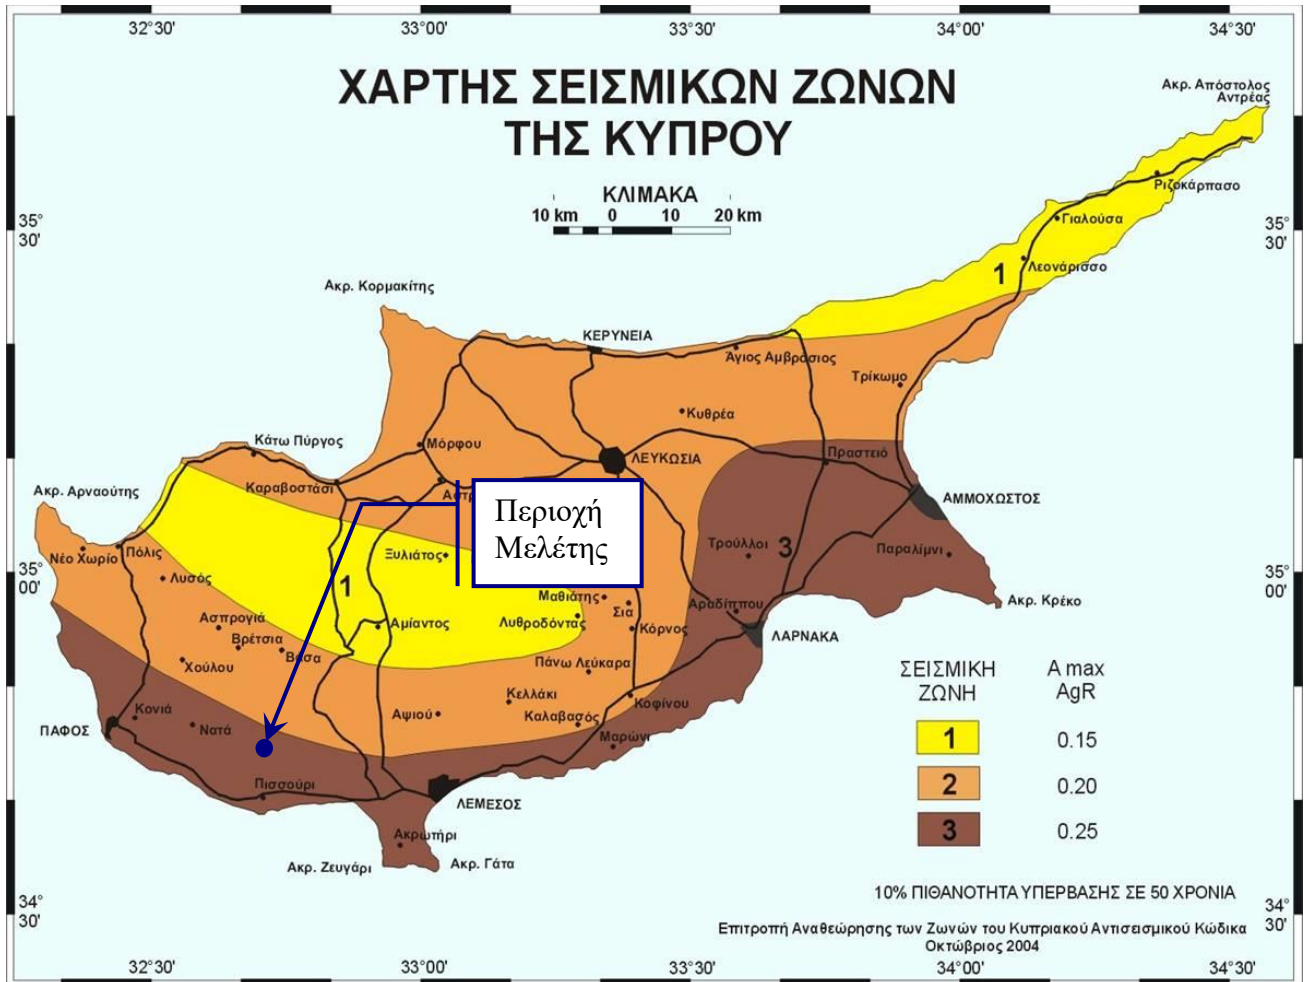 32°30' 33°00' 33°30' 34°00' 34°30'
ΧΑΡΤΗΣ ΣΕΙΣΜΙΚΩΝ ΖΩΝΩΝ
ΤΗΣ ΚΥΠΡΟΥ
Ακρ. Απόστολος
Αντρέας
ΚΛΙΜΑΚΑ
10 km 0 10 20 km
Ριζοκάρπασο
35°
30'
35°
30'
Γιαλούσα
Λεονάρισσο
1
Ακρ. Κορμακίτης
ΚΕΡΥΝΕΙΑ
Άγιος Αμβρόσιος
Τρίκωμο
Κυθρέα
Κάτω Πύργος
Μόρφου
ΛΕΥΚΩΣΙΑ
Πραστειό
Καραβοστάσι
Ακρ. Αρναούτης
ΑΜΜΟΧΩΣΤΟΣ
Περιοχή
Μελέτης
Νέο Χωρίο
Πόλις
Ξυλιάτος
Τρούλλοι
3
Παραλίμνι
35°
00'
35°
00'
Λυσός
1
Μαθιάτης
Σια
Αραδίππου
Ακρ. Κρέκο
Ασπρογιά
Αμίαντος
Λυθροδόντας
Κόρνος
ΛΑΡΝΑΚΑ
Βρέτσια
Βάσα
Χούλου
Πάνω Λεύκαρα
Κελλάκι
Κοφίνου
Κονιά
Αψιού
Καλαβασός
ΠΑΦΟΣ
Νατά
Μαρώνι
Πισσούρι
ΛΕΜΕΣΟΣ
Ακρωτήρι
Ακρ. Ζευγάρι
Ακρ. Γάτα
ΣΕΙΣΜΙΚΗ
ΖΩΝΗ
A max
AgR
1 0.15
2 0.20
3 0.25
10% ΠΙΘΑΝΟΤΗΤΑ ΥΠΕΡΒΑΣΗΣ ΣΕ 50 ΧΡΟΝΙΑ
34°
30'
34°
30'
Επιτροπή Αναθεώρησης των Ζωνών του Κυπριακού Αντισεισμικού Κώδικα
Οκτώβριος 2004
32°30' 33°00' 33°30' 34°00' 34°30'